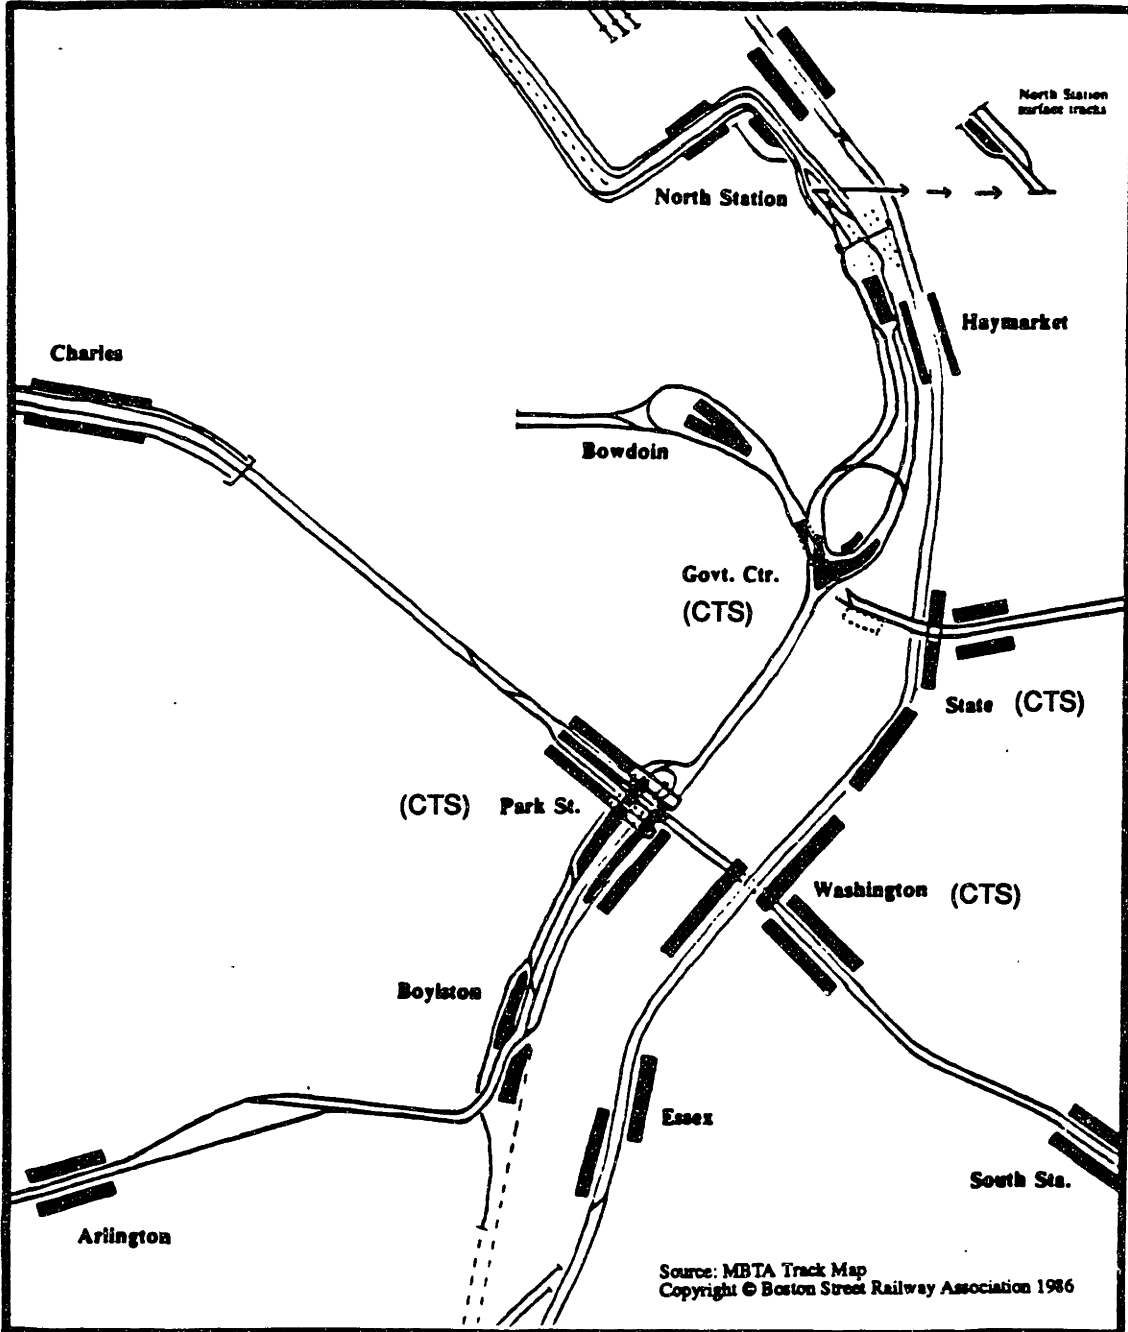 North Station
surface tracks
North Station
Haymarket
Charles
Bowdoin
Govt. Ctr.
(CTS)
State (CTS)
(CTS) Park St.
Washington (CTS)
Boylston
Essex
South Sta.
Arlington
Source: MBTA Track Map
Copyright © Boston Street Railway Association 1986